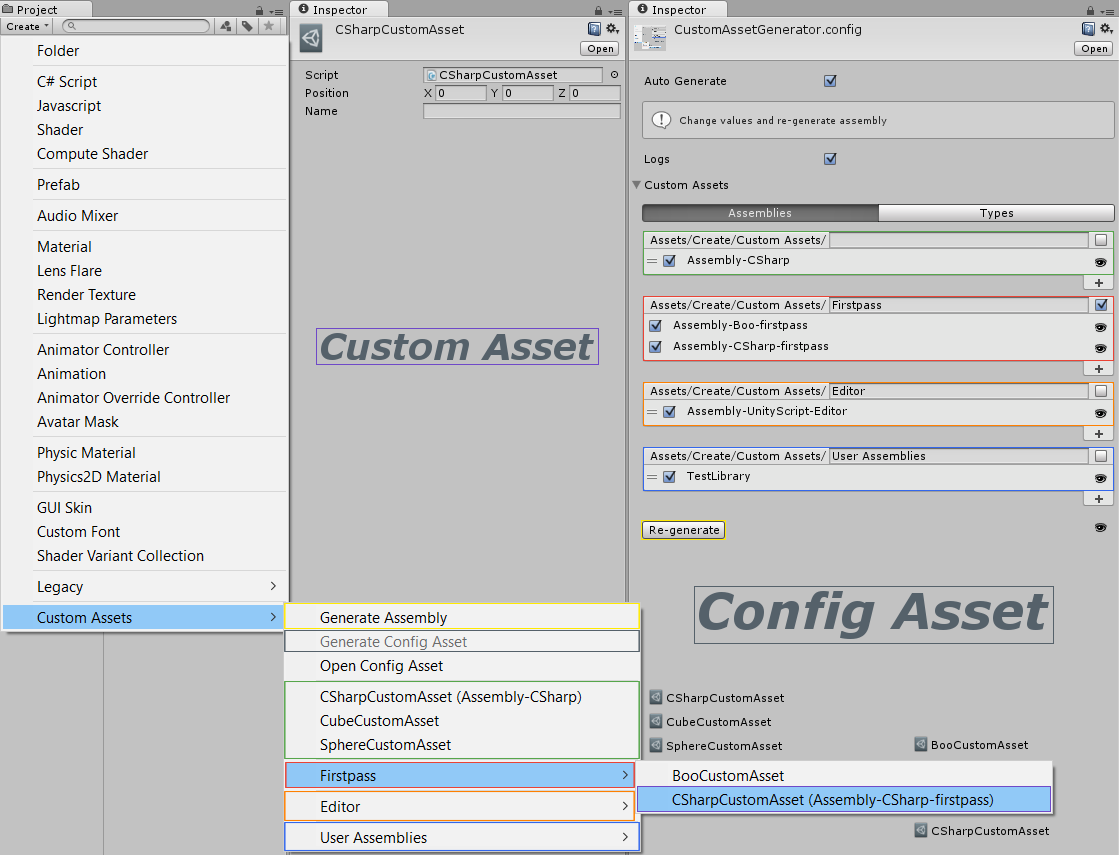 Project
Create
Folder
C# Script
Javascript
Shader
Compute Shader
Prefab
Audio Mixer
Material
Lens Flare
Render Texture
Lightmap Parameters
Animator Controller
Animation
Animator Override Controller
Avatar Mask
Physic Material
Physics2D Material
GUI Skin
Custom Font
Shader Variant Collection
Legacy
Custom Assets
Generate Assembly
Generate Config Asset
Open Config Asset
CSharpCustomAsset (Assembly-CSharp)
CubeCustomAsset
SphereCustomAsset
Firstpass
Editor
User Assemblies
BooCustomAsset
CSharpCustomAsset (Assembly-CSharp-firstpass)
Inspector
CSharpCustomAsset
Open
Script CSharpCustomAsset
Position X 0 Y 0 Z 0
Name
Custom Asset
Inspector
CustomAssetGenerator.config
Open
Auto Generate
Change values and re-generate assembly
Logs
Custom Assets
Assemblies Types
Assets/Create/Custom Assets/
Assembly-CSharp
+
Assets/Create/Custom Assets/ Firstpass
Assembly-Boo-firstpass
Assembly-CSharp-firstpass
+
Assets/Create/Custom Assets/ Editor
Assembly-UnityScript-Editor
+
Assets/Create/Custom Assets/ User Assemblies
TestLibrary
+
Re-generate
Config Asset
CSharpCustomAsset
CubeCustomAsset
SphereCustomAsset
BooCustomAsset
CSharpCustomAsset